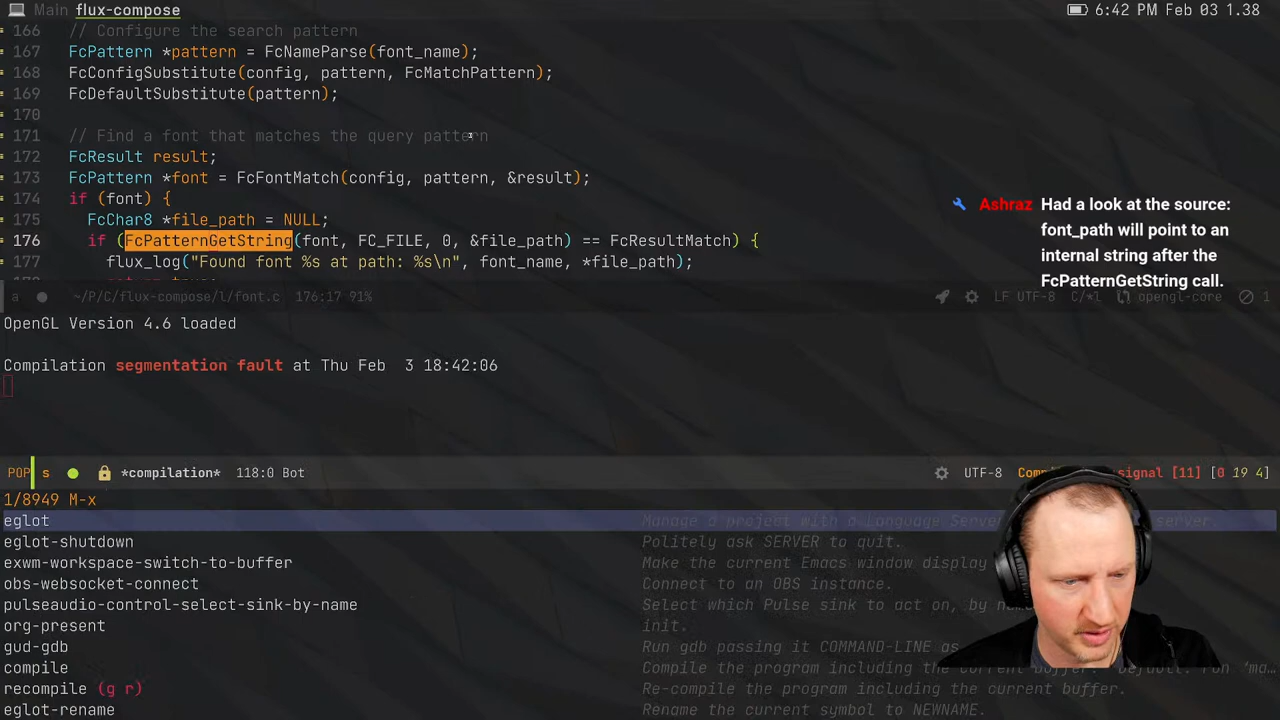 Main flux-compose 6:42 PM Feb 03 1.38
166 // Configure the search pattern
167 FcPattern *pattern = FcNameParse(font_name);
168 FcConfigSubstitute(config, pattern, FcMatchPattern);
169 FcDefaultSubstitute(pattern);
170
171 // Find a font that matches the query pattern
172 FcResult result;
173 FcPattern *font = FcFontMatch(config, pattern, &result);
174 if (font) {
175 FcChar8 *file_path = NULL;
176 if (FcPatternGetString(font, FC_FILE, 0, &file_path) == FcResultMatch) {
177 flux_log("Found font %s at path: %s\n", font_name, *file_path);
Ashraz Had a look at the source:
font_path will point to an
internal string after the
FcPatternGetString call.
a ~/P/C/flux-compose/l/font.c 176:17 91% LF UTF-8 C/*l opengl-core 1
OpenGL Version 4.6 loaded
Compilation segmentation fault at Thu Feb 3 18:42:06
POP s *compilation* 118:0 Bot UTF-8 signal [11] [0 19 4]
1/8949 M-x
eglot Manage a project with a Language Server server.
eglot-shutdown Politely ask SERVER to quit.
exwm-workspace-switch-to-buffer Make the current Emacs window display
obs-websocket-connect Connect to an OBS instance.
pulseaudio-control-select-sink-by-name Select which Pulse sink to act on, by
org-present init.
gud-gdb Run gdb passing it COMMAND-LINE as
compile Compile the program including the current buffer. Default: run ‘ma…
recompile (g r) Re-compile the program including the current buffer.
eglot-rename Rename the current symbol to NEWNAME.